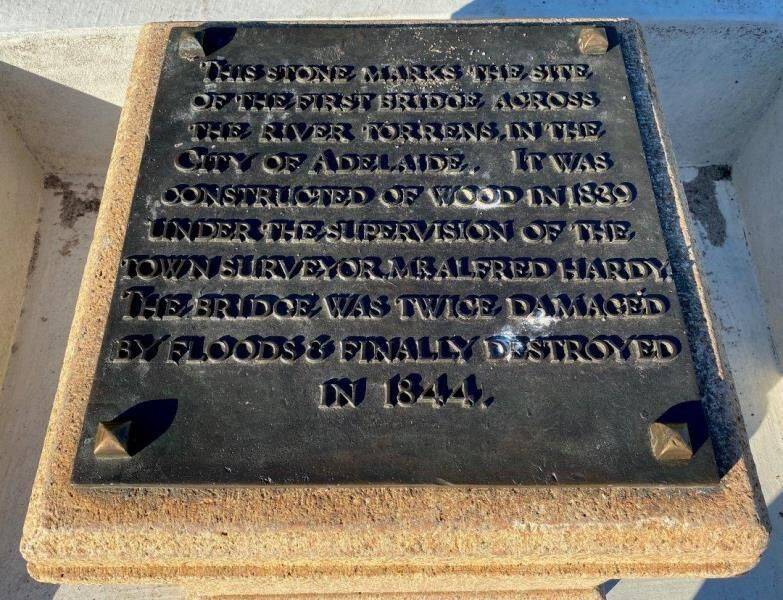 THIS STONE MARKS THE SITE
OF THE FIRST BRIDGE ACROSS
THE RIVER TORRENS, IN THE
CITY OF ADELAIDE. IT WAS
CONSTRUCTED OF WOOD IN 1839
UNDER THE SUPERVISION OF THE
TOWN SURVEYOR, MR. ALFRED HARDY.
THE BRIDGE WAS TWICE DAMAGED
BY FLOODS & FINALLY DESTROYED
IN 1844.